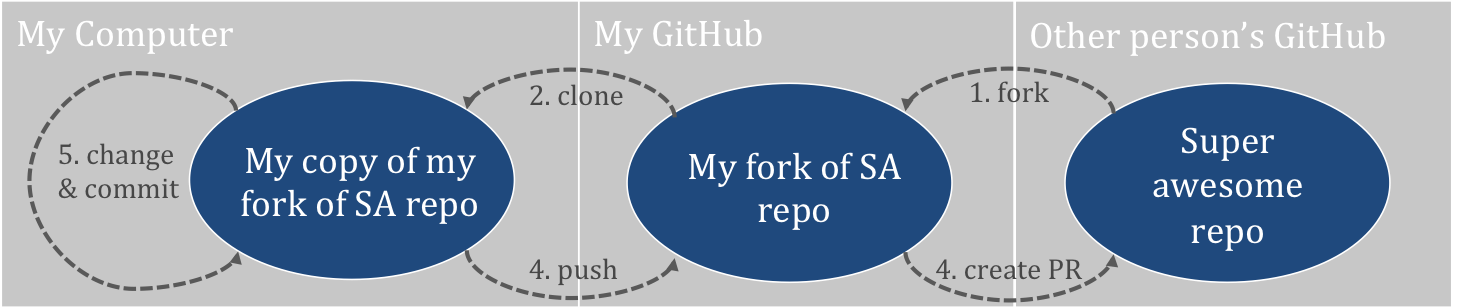 My Computer
My GitHub
Other person's GitHub
2. clone
1. fork
5. change
& commit
My copy of my
fork of SA repo
My fork of SA
repo
Super
awesome
repo
4. push
4. create PR